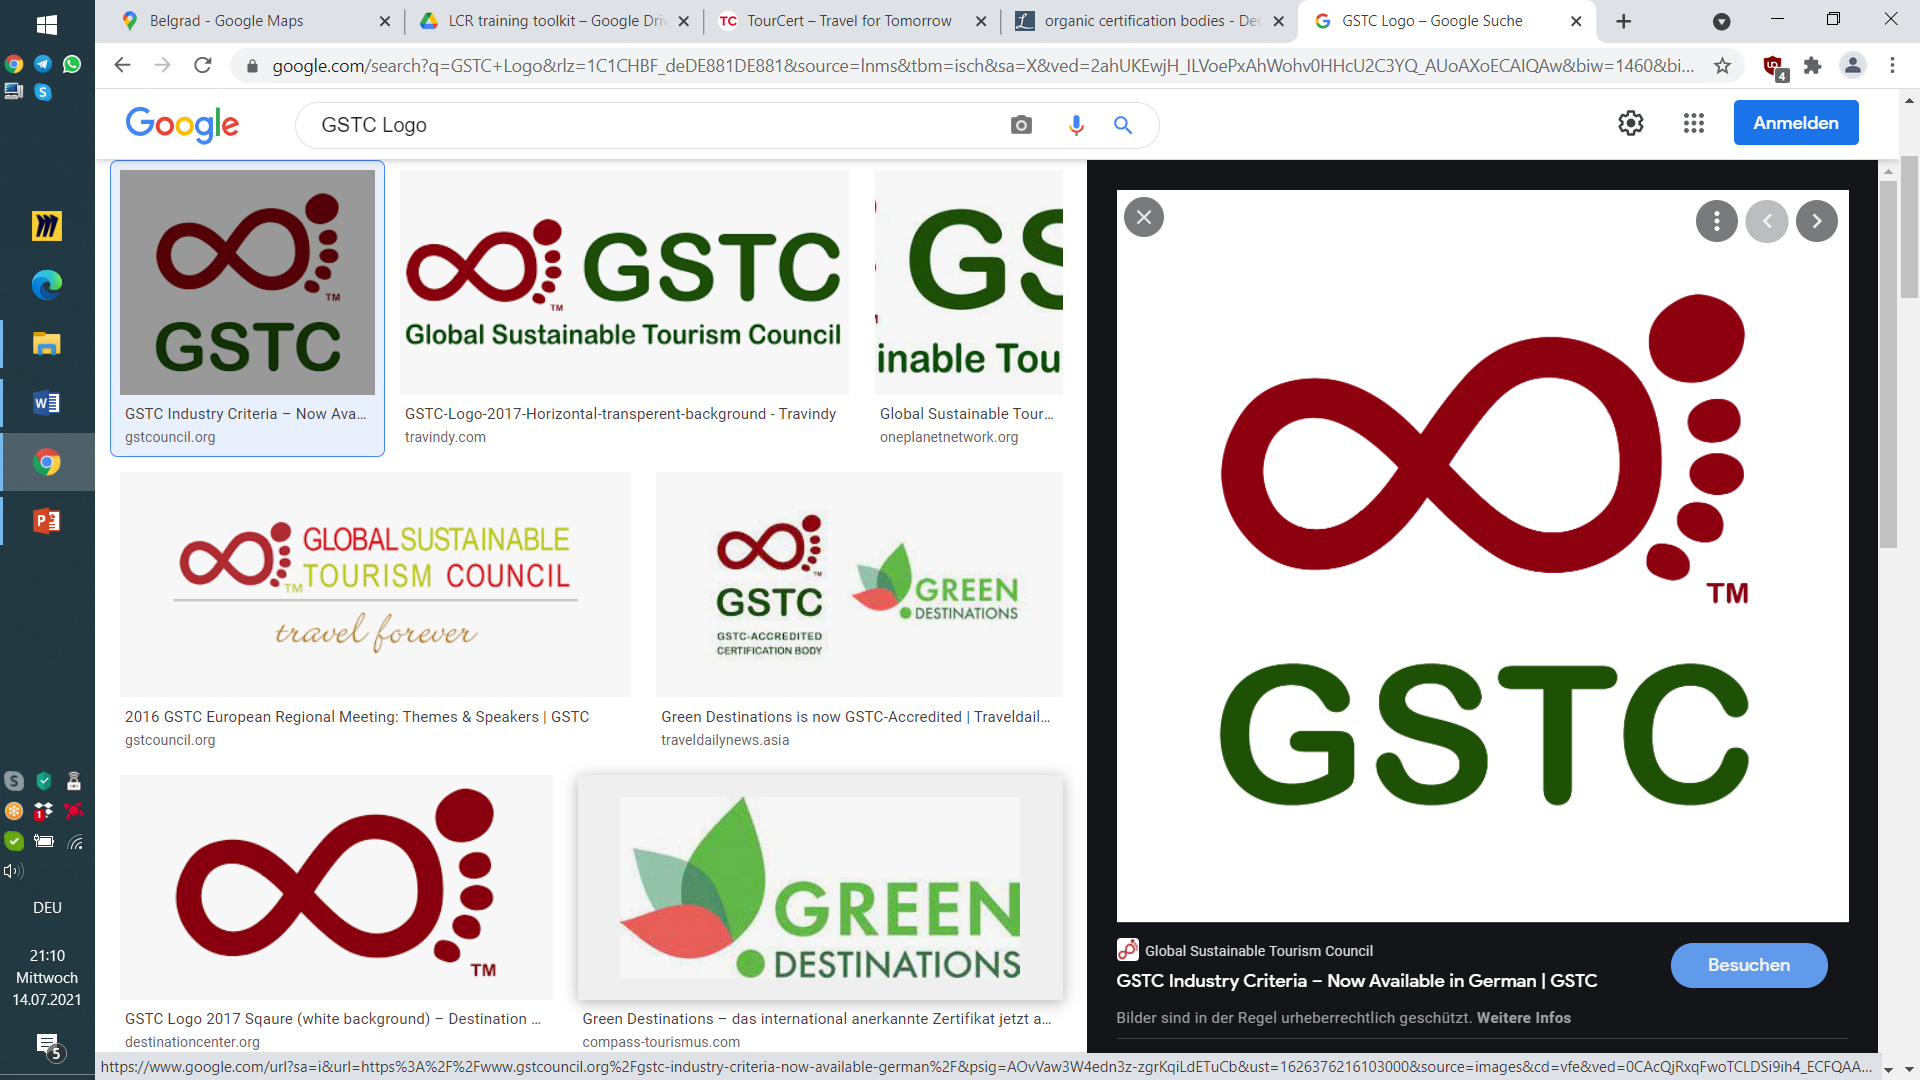 Belgrad - Google Maps
LCR training toolkit – Google Dri
TourCert – Travel for Tomorrow
organic certification bodies - De
GSTC Logo – Google Suche
google.com/search?q=GSTC+Logo&rlz=1C1CHBF_deDE881DE881&source=lnms&tbm=isch&sa=X&ved=2ahUKEwjH_ILVoePxAhWohv0HHcU2C3YQ_AUoAXoECAIQAw&biw=1460&bi...
4
Google
GSTC Logo
Anmelden
TM
GSTC
GSTC Industry Criteria – Now Ava...
gstcouncil.org
TM
GSTC
Global Sustainable Tourism Council
GSTC-Logo-2017-Horizontal-transperent-background - Travindy
travindy.com
GS
inable Tou
Global Sustainable Tour...
oneplanetnetwork.org
GLOBAL SUSTAINABLE
TM TOURISM COUNCIL
travel forever
2016 GSTC European Regional Meeting: Themes & Speakers | GSTC
gstcouncil.org
TM
GSTC
GSTC-ACCREDITED
CERTIFICATION BODY
GREEN
DESTINATIONS
Green Destinations is now GSTC-Accredited | Traveldail...
traveldailynews.asia
TM
GSTC Logo 2017 Sqaure (white background) – Destination ...
destinationcenter.org
GREEN
DESTINATIONS
Green Destinations – das international anerkannte Zertifikat jetzt a...
compass-tourismus.com
TM
GSTC
Global Sustainable Tourism Council
GSTC Industry Criteria – Now Available in German | GSTC
Besuchen
Bilder sind in der Regel urheberrechtlich geschützt. Weitere Infos
https://www.google.com/url?sa=i&url=https%3A%2F%2Fwww.gstcouncil.org%2Fgstc-industry-criteria-now-available-german%2F&psig=AOvVaw3W4edn3z-zgrKqiLdETuCb&ust=1626376216103000&source=images&cd=vfe&ved=0CAcQjRxqFwoTCLDSi9ih4_ECFQAA...
1
DEU
21:10
Mittwoch
14.07.2021
5